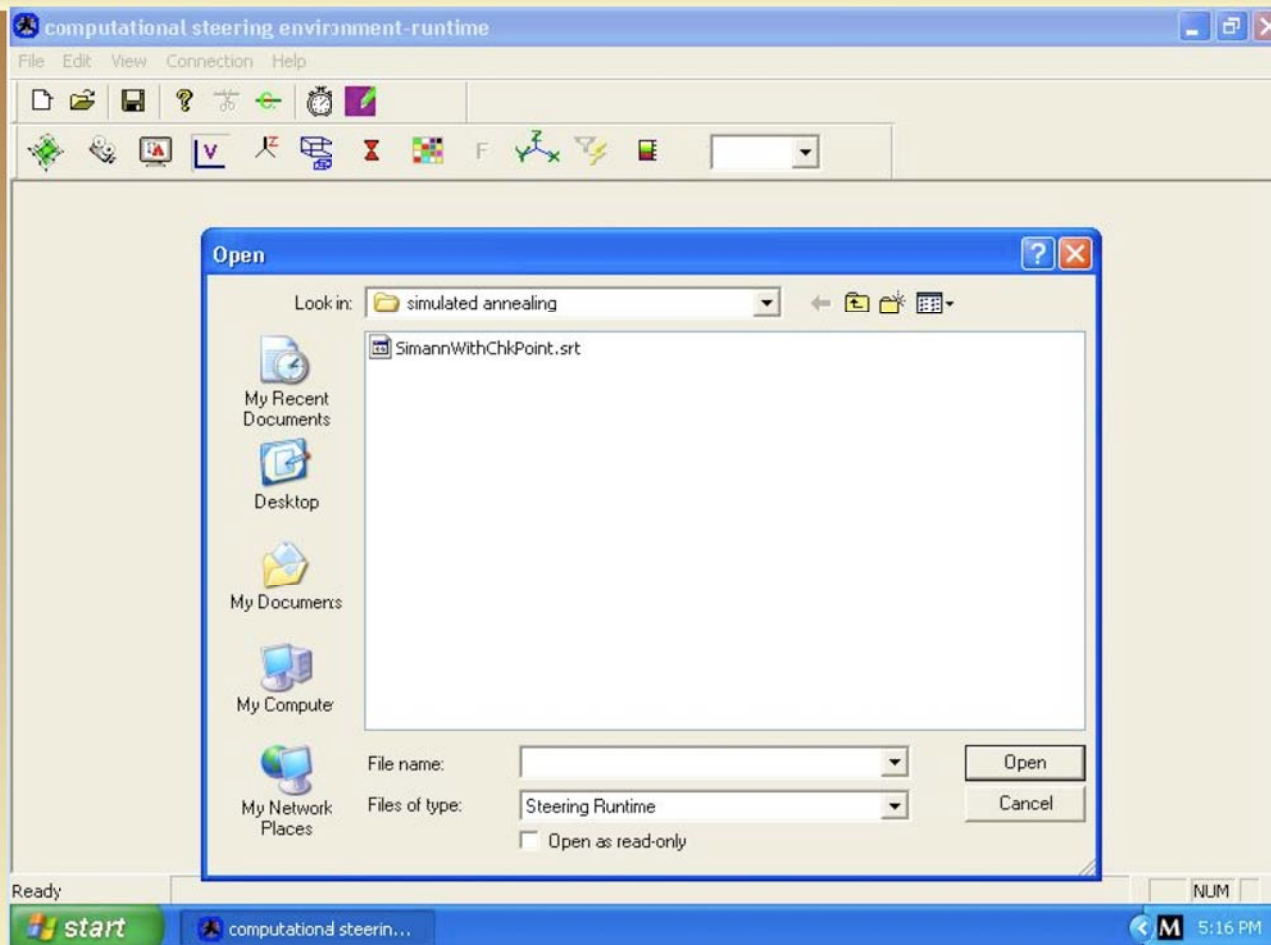 computational steering environment-runtime
File Edit View Connection Help
V Z F Z Y X
Open
Look in: simulated annealing
SimannWithChkPoint.srt
My Recent
Documents
Desktop
My Documents
My Computer
My Network
Places
File name:
Open
Files of type: Steering Runtime
Cancel
Open as read-only
Ready
NUM
start
computational steerin...
M
5:16 PM